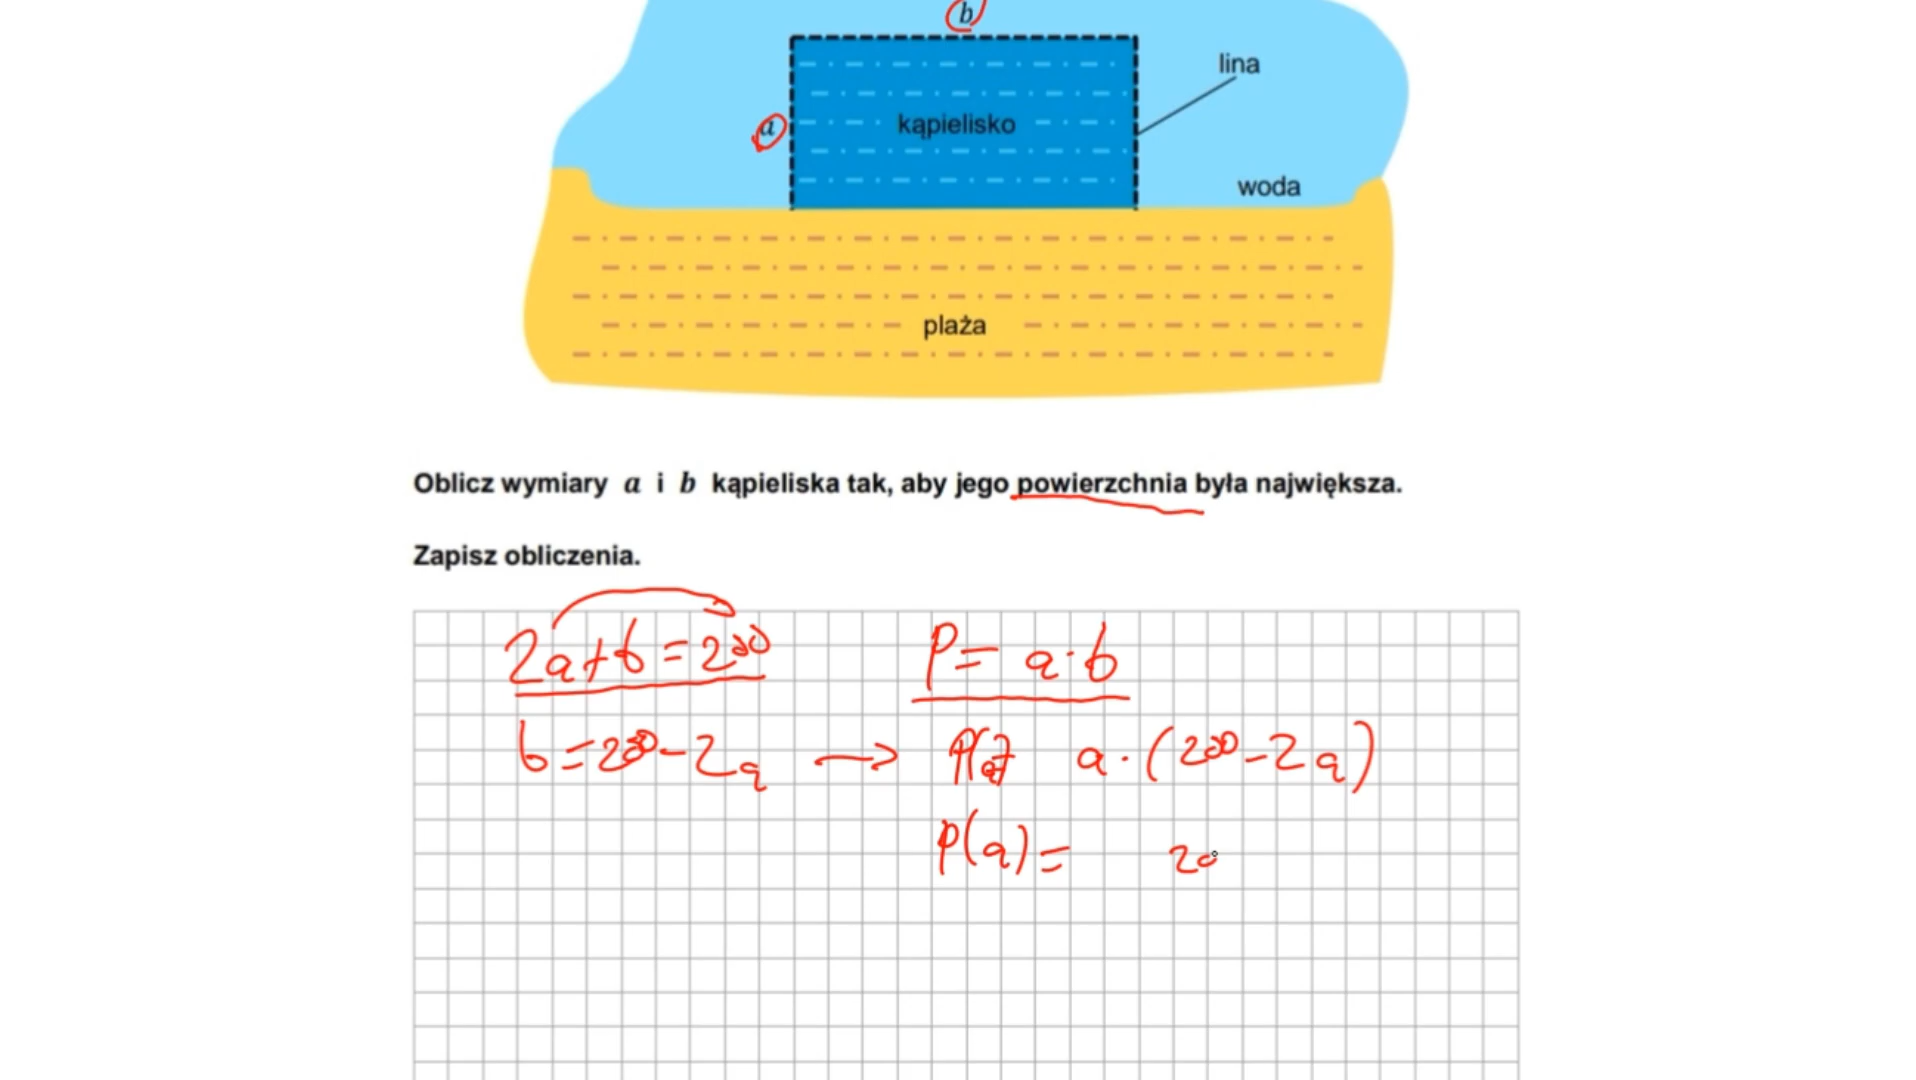 b
lina
a
kąpielisko
woda
plaża
Oblicz wymiary a i b kąpieliska tak, aby jego powierzchnia była największa.
Zapisz obliczenia.
2a+b=200
P= a·b
b=200-2a → P(a) a·(200-2a)
P(a)= 20